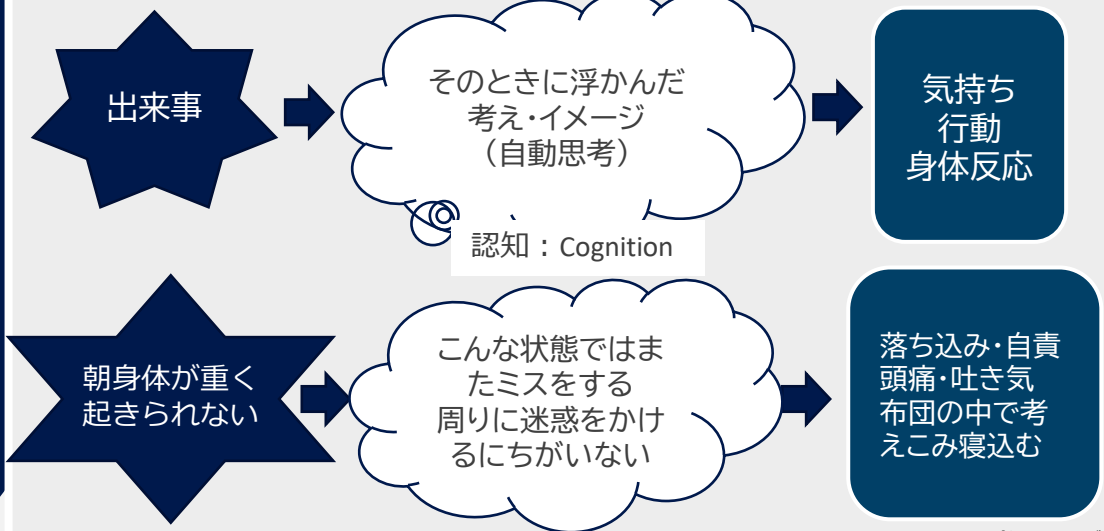 出来事
そのときに浮かんだ
考え・イメージ
（自動思考）
気持ち
行動
身体反応
認知：Cognition
朝身体が重く
起きられない
こんな状態ではま
たミスをする
周りに迷惑をかけ
るにちがいない
落ち込み・自責
頭痛・吐き気
布団の中で考
えこみ寝込む